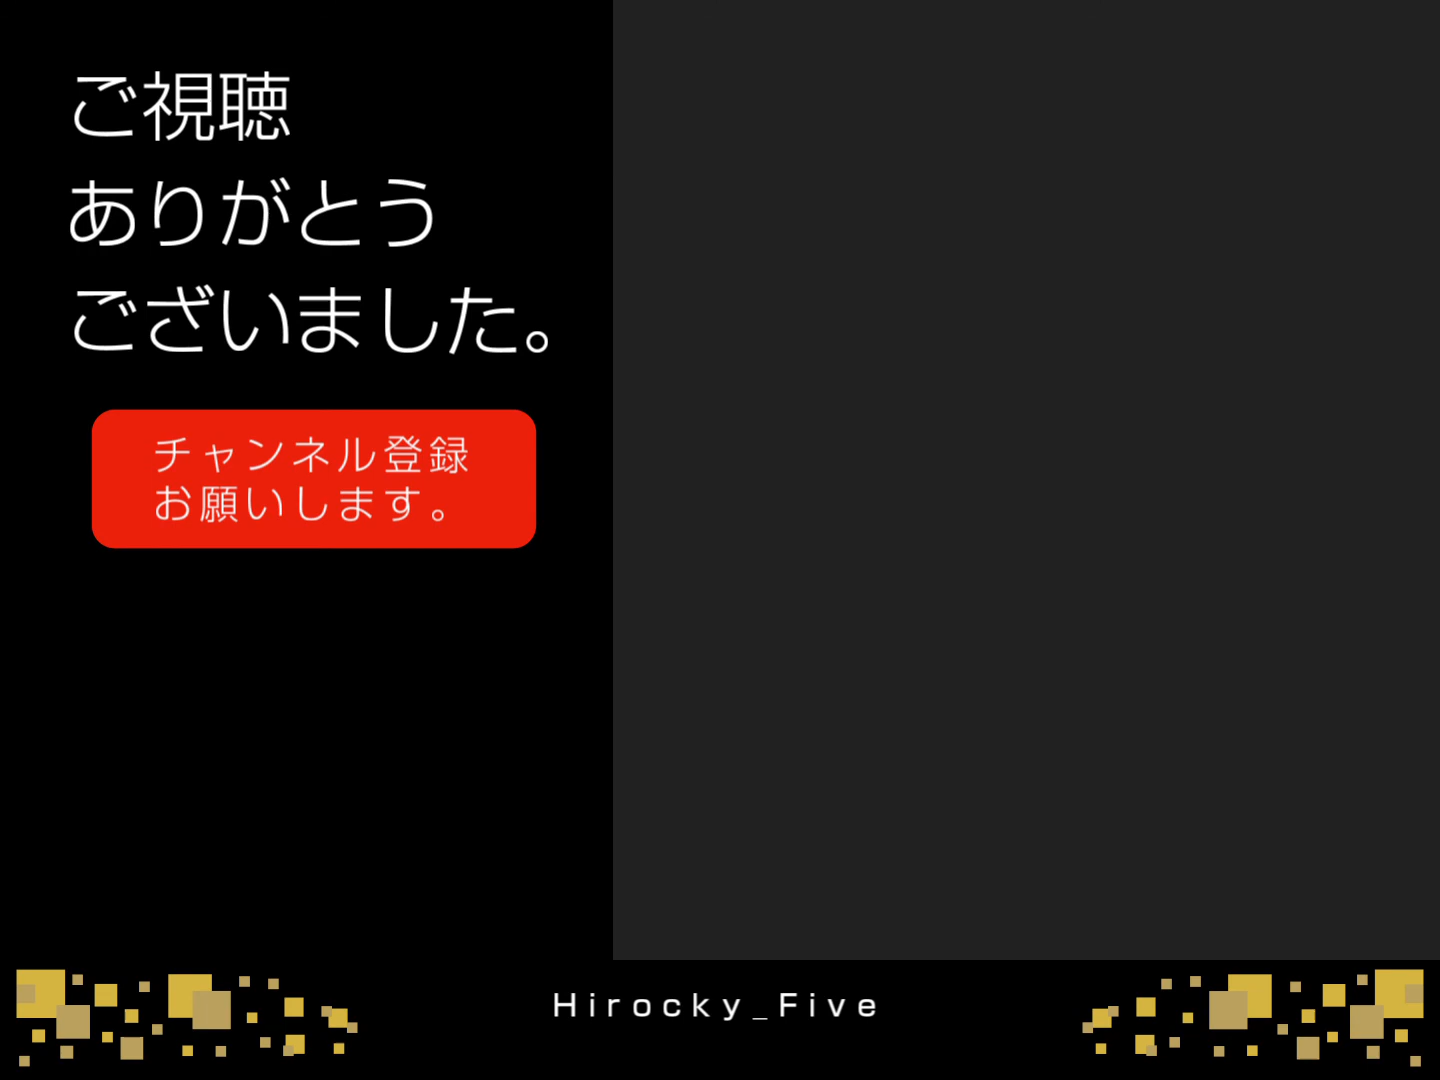 ご視聴
ありがとう
ございました。
チャンネル登録
お願いします。
Hirocky_Five